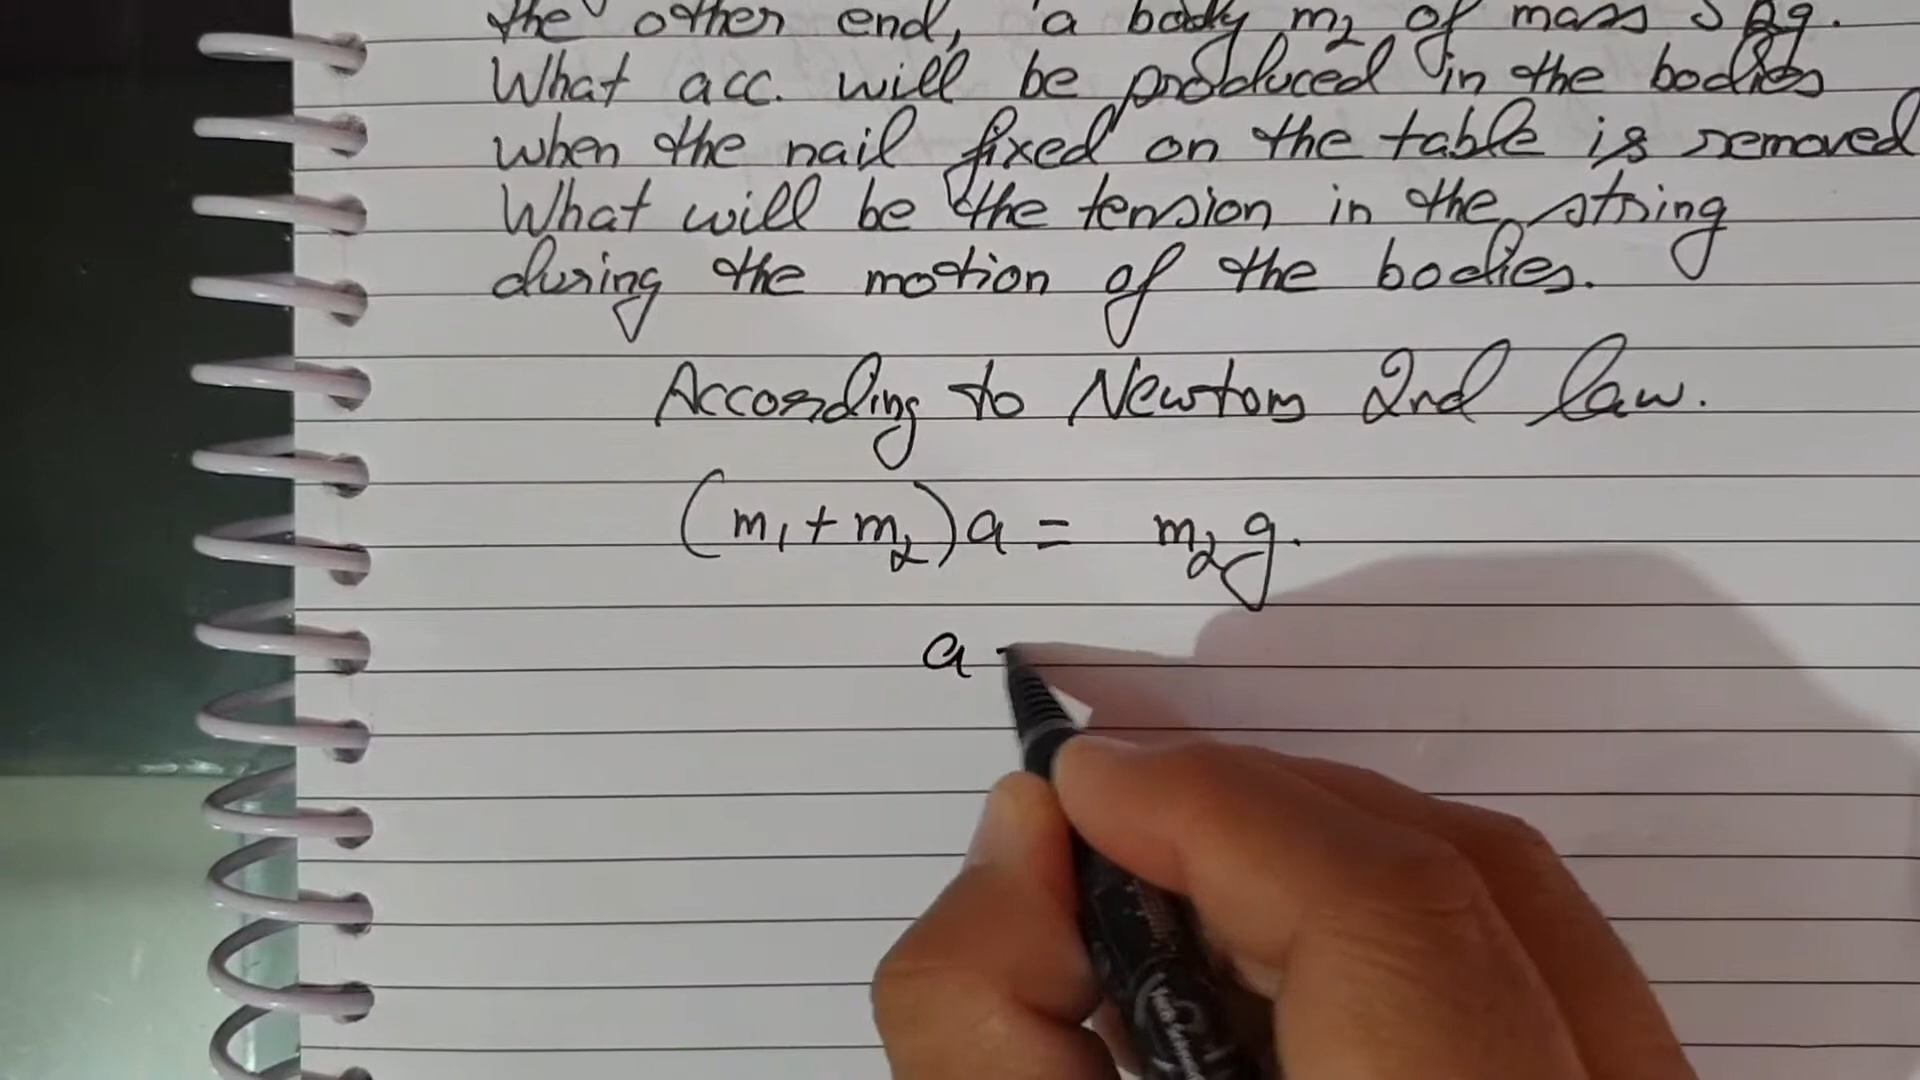 the other end, a body m₂ of mass 5 kg.
What acc. will be produced in the bodies
when the nail fixed on the table is removed
What will be the tension in the string
during the motion of the bodies.
According to Newtons 2nd law.
(m₁ + m₂)a = m₂g.
a -